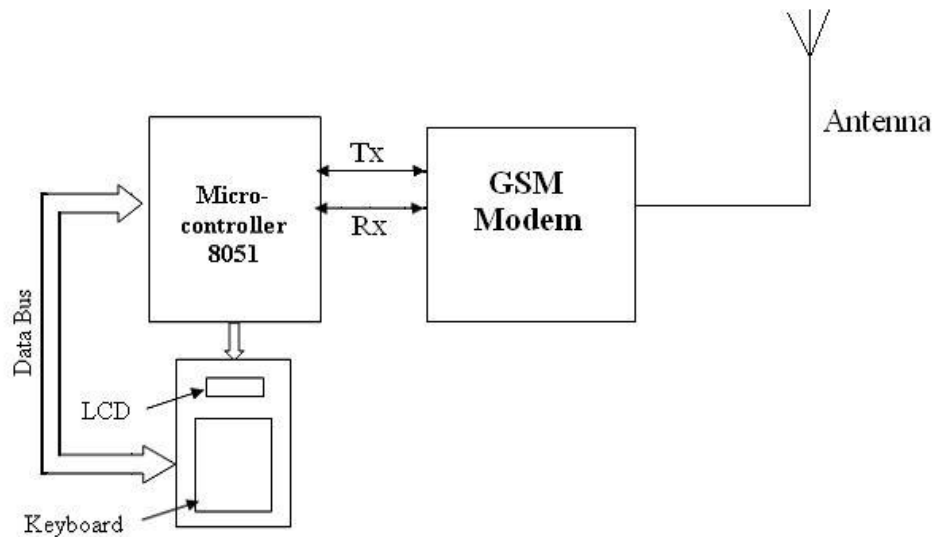 Antenna
Tx
GSM
Modem
Micro-
controller
8051
Rx
Data Bus
LCD
Keyboard